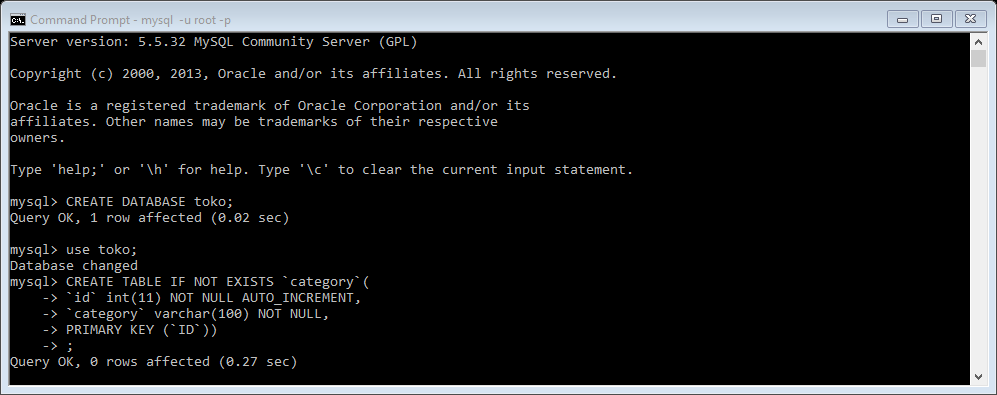 Command Prompt - mysql  -u root -p
Server version: 5.5.32 MySQL Community Server (GPL)
Copyright (c) 2000, 2013, Oracle and/or its affiliates. All rights reserved.
Oracle is a registered trademark of Oracle Corporation and/or its
affiliates. Other names may be trademarks of their respective
owners.
Type 'help;' or '\h' for help. Type '\c' to clear the current input statement.
mysql> CREATE DATABASE toko;
Query OK, 1 row affected (0.02 sec)
mysql> use toko;
Database changed
mysql> CREATE TABLE IF NOT EXISTS `category`(
    -> `id` int(11) NOT NULL AUTO_INCREMENT,
    -> `category` varchar(100) NOT NULL,
    -> PRIMARY KEY (`ID`))
    -> ;
Query OK, 0 rows affected (0.27 sec)